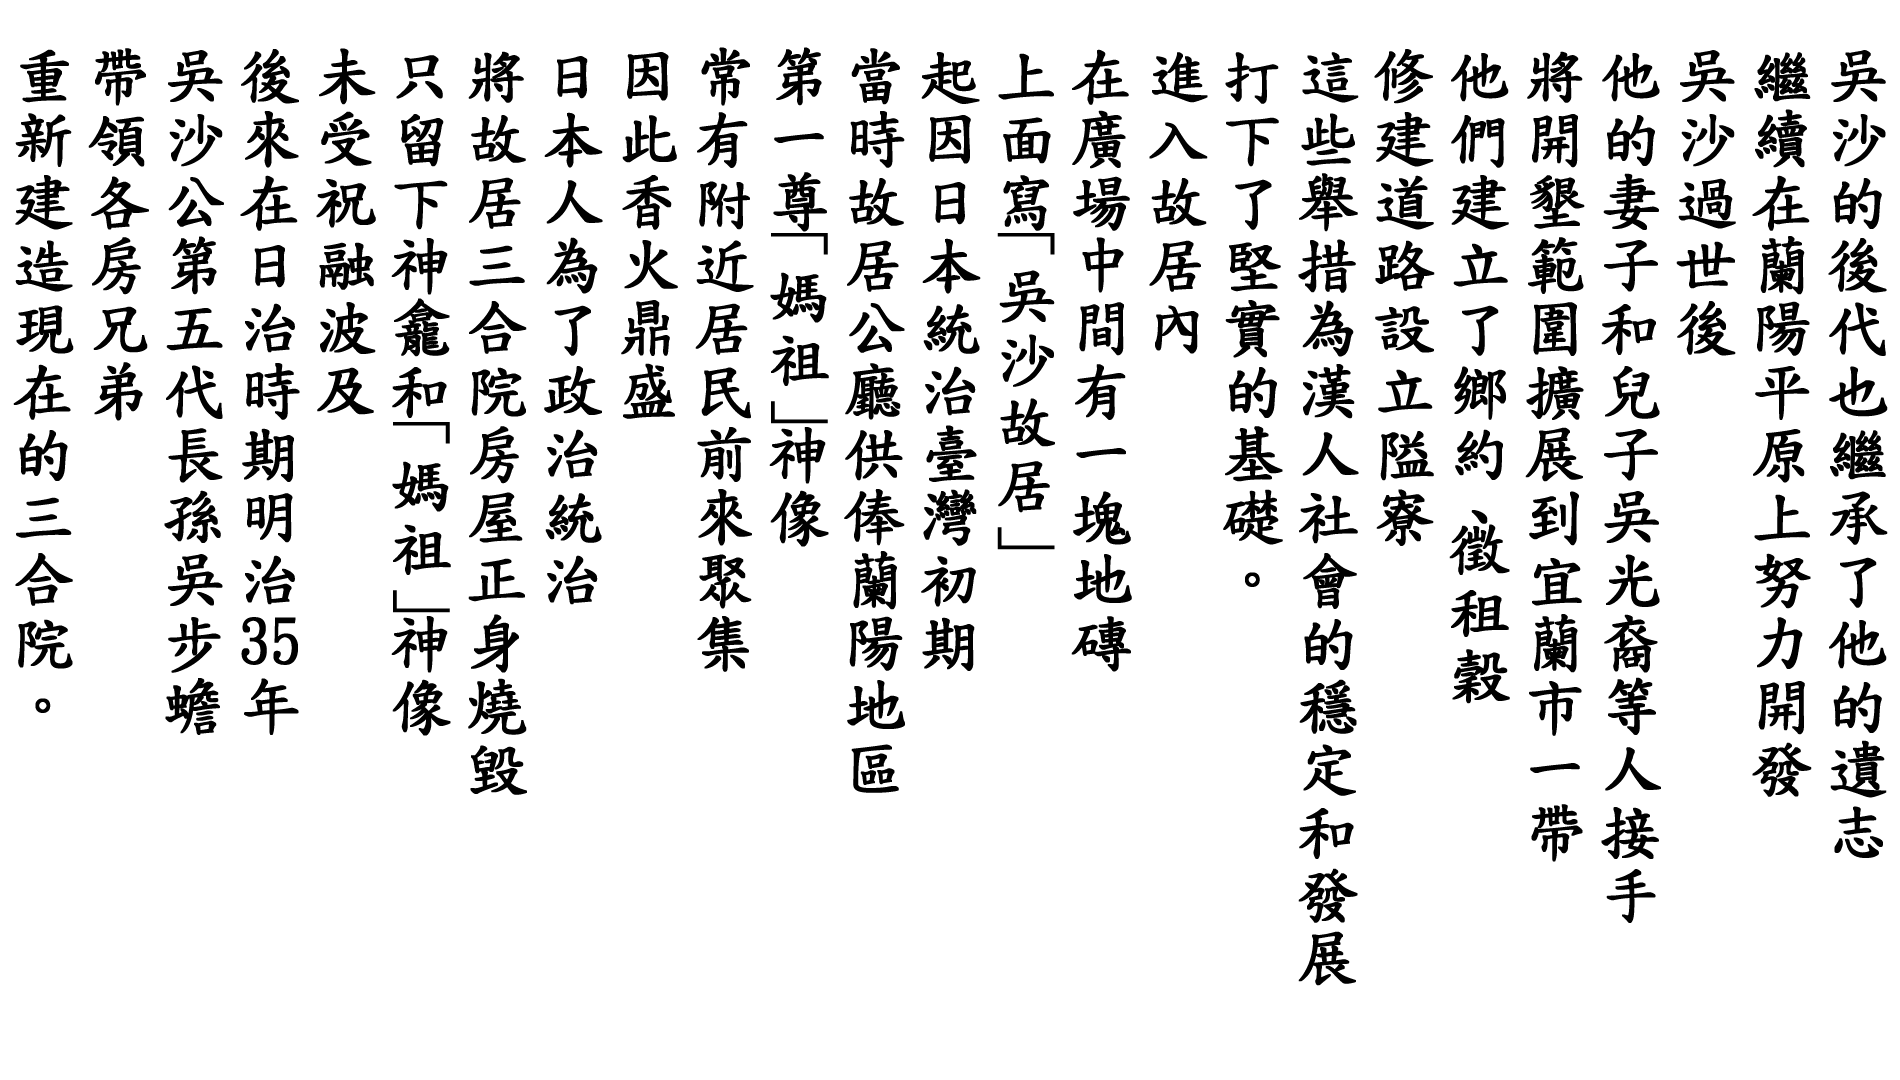 吳沙的後代也繼承了他的遺志
繼續在蘭陽平原上努力開發
吳沙過世後
他的妻子和兒子吳光裔等人接手
將開墾範圍擴展到宜蘭市一帶
他們建立了鄉約、徵租穀
修建道路設立隘寮
這些舉措為漢人社會的穩定和發展
打下了堅實的基礎。
進入故居內
在廣場中間有一塊地磚
上面寫「吳沙故居」
起因日本統治臺灣初期
當時故居公廳供俸蘭陽地區
第一尊「媽祖」神像
常有附近居民前來聚集
因此香火鼎盛
日本人為了政治統治
將故居三合院房屋正身燒毀
只留下神龕和「媽祖」神像
未受祝融波及
後來在日治時期明治35年
吳沙公第五代長孫吳步蟾
帶領各房兄弟
重新建造現在的三合院。